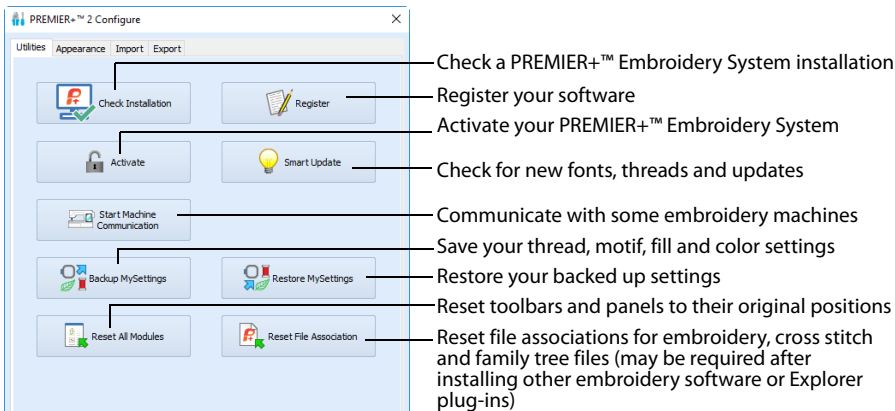 PREMIER+™ 2 Configure
Utilities Appearance Import Export
Check Installation
Register
Activate
Smart Update
Start Machine
Communication
Backup MySettings
Restore MySettings
Reset All Modules
Reset File Association
Check a PREMIER+™ Embroidery System installation
Register your software
Activate your PREMIER+™ Embroidery System
Check for new fonts, threads and updates
Communicate with some embroidery machines
Save your thread, motif, fill and color settings
Restore your backed up settings
Reset toolbars and panels to their original positions
Reset file associations for embroidery, cross stitch
and family tree files (may be required after
installing other embroidery software or Explorer
plug-ins)